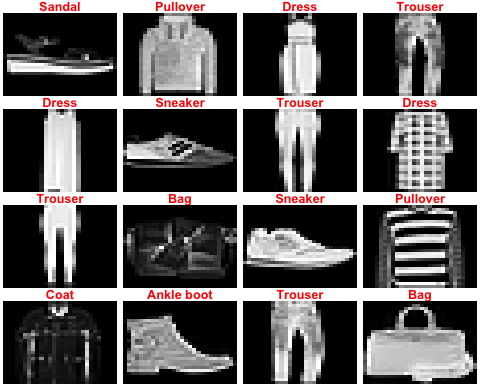 Sandal Pullover Dress Trouser
Dress Sneaker Trouser Dress
Trouser Bag Sneaker Pullover
Coat Ankle boot Trouser Bag